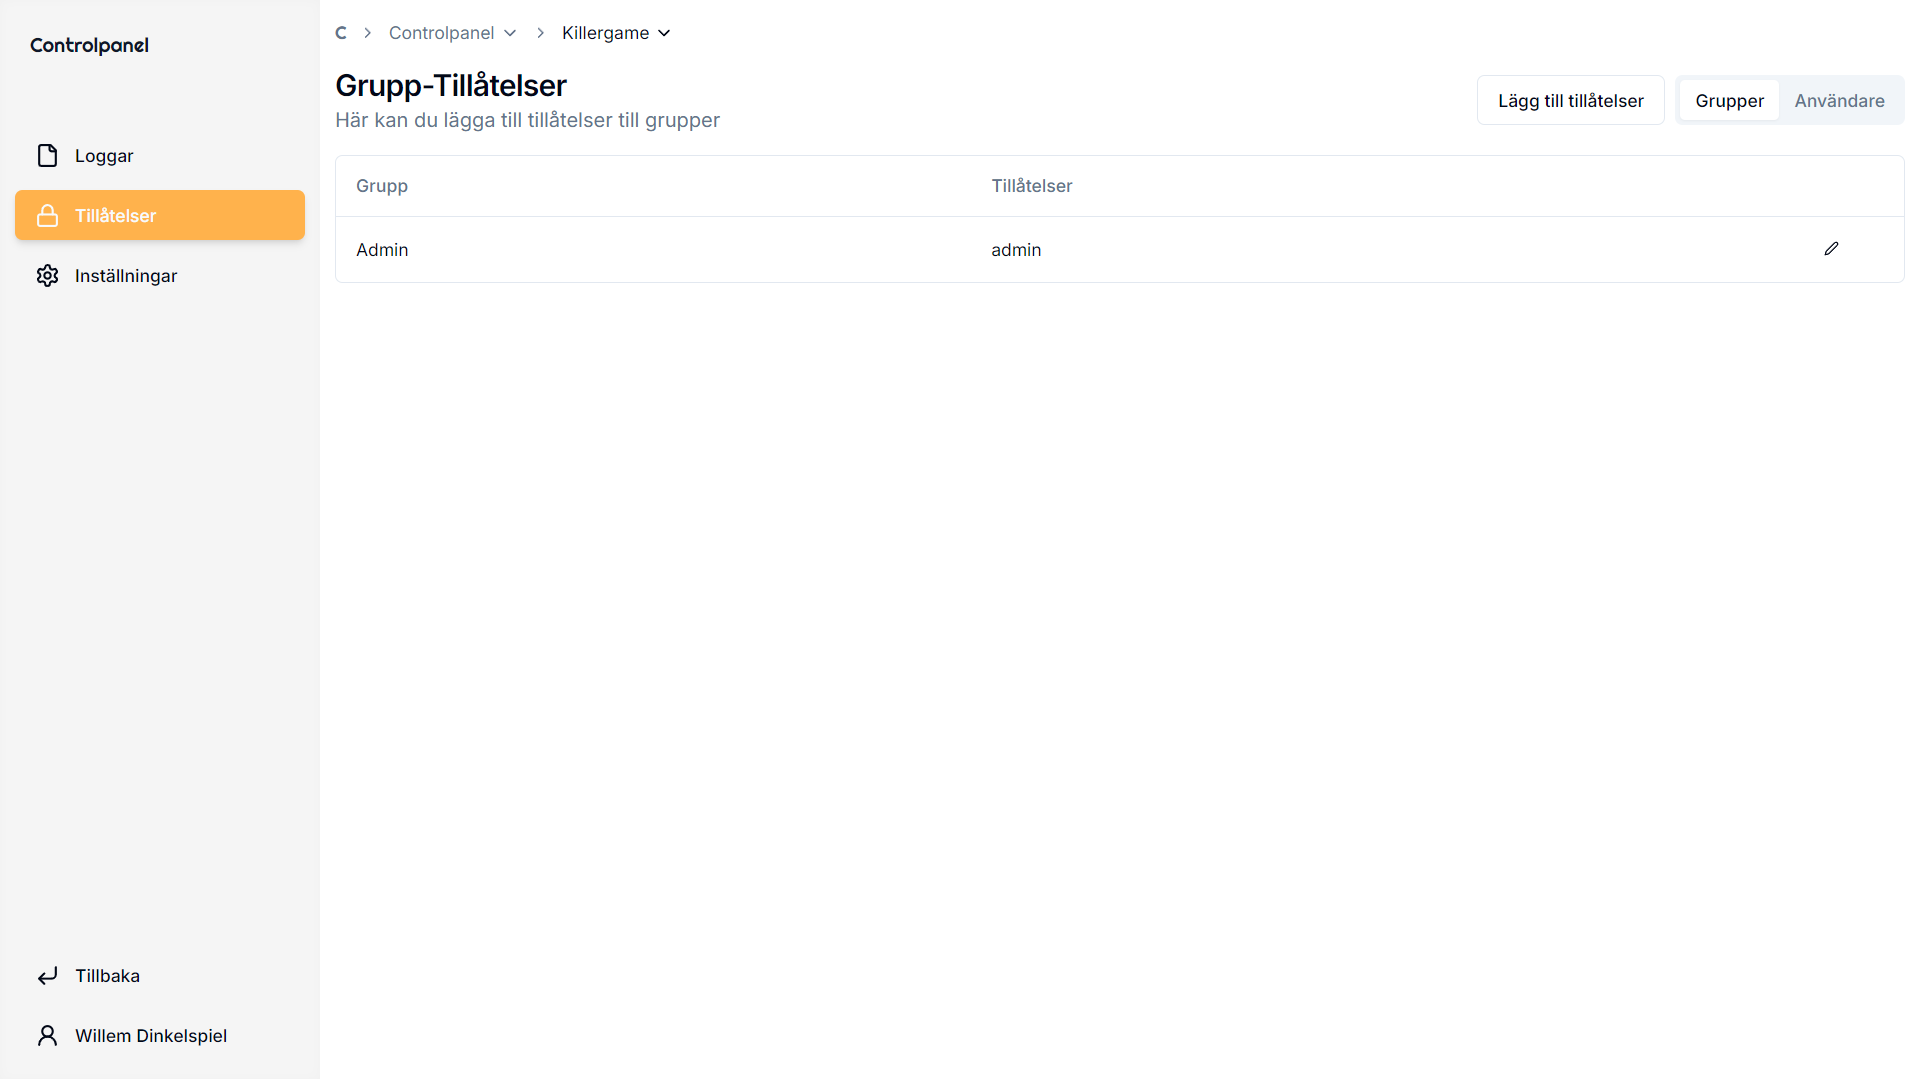 Controlpanel
Loggar
Tillåtelser
Inställningar
Tillbaka
Willem Dinkelspiel
C > Controlpanel > Killergame
Grupp-Tillåtelser
Här kan du lägga till tillåtelser till grupper
Lägg till tillåtelser
Grupper Användare
Grupp Tillåtelser
Admin admin